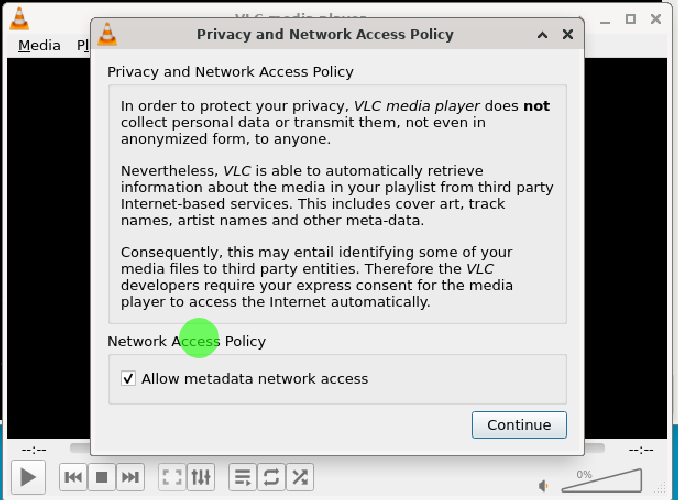 VLC media player
Privacy and Network Access Policy
Media
Privacy and Network Access Policy
In order to protect your privacy, VLC media player does not
collect personal data or transmit them, not even in
anonymized form, to anyone.
Nevertheless, VLC is able to automatically retrieve
information about the media in your playlist from third party
Internet-based services. This includes cover art, track
names, artist names and other meta-data.
Consequently, this may entail identifying some of your
media files to third party entities. Therefore the VLC
developers require your express consent for the media
player to access the Internet automatically.
Network Access Policy
Allow metadata network access
Continue
--:--
--:--
0%